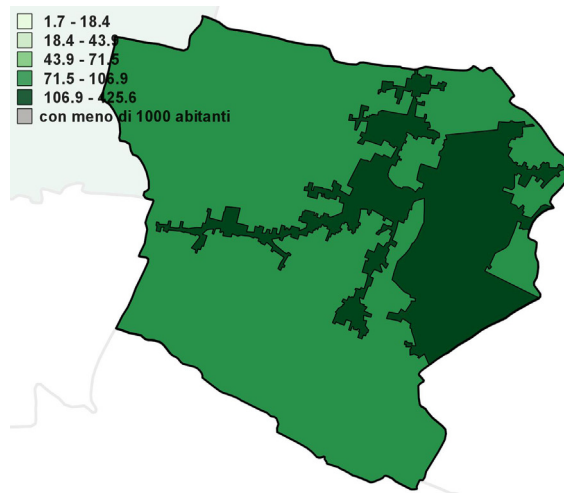 1.7 - 18.4
18.4 - 43.9
43.9 - 71.5
71.5 - 106.9
106.9 - 425.6
con meno di 1000 abitanti